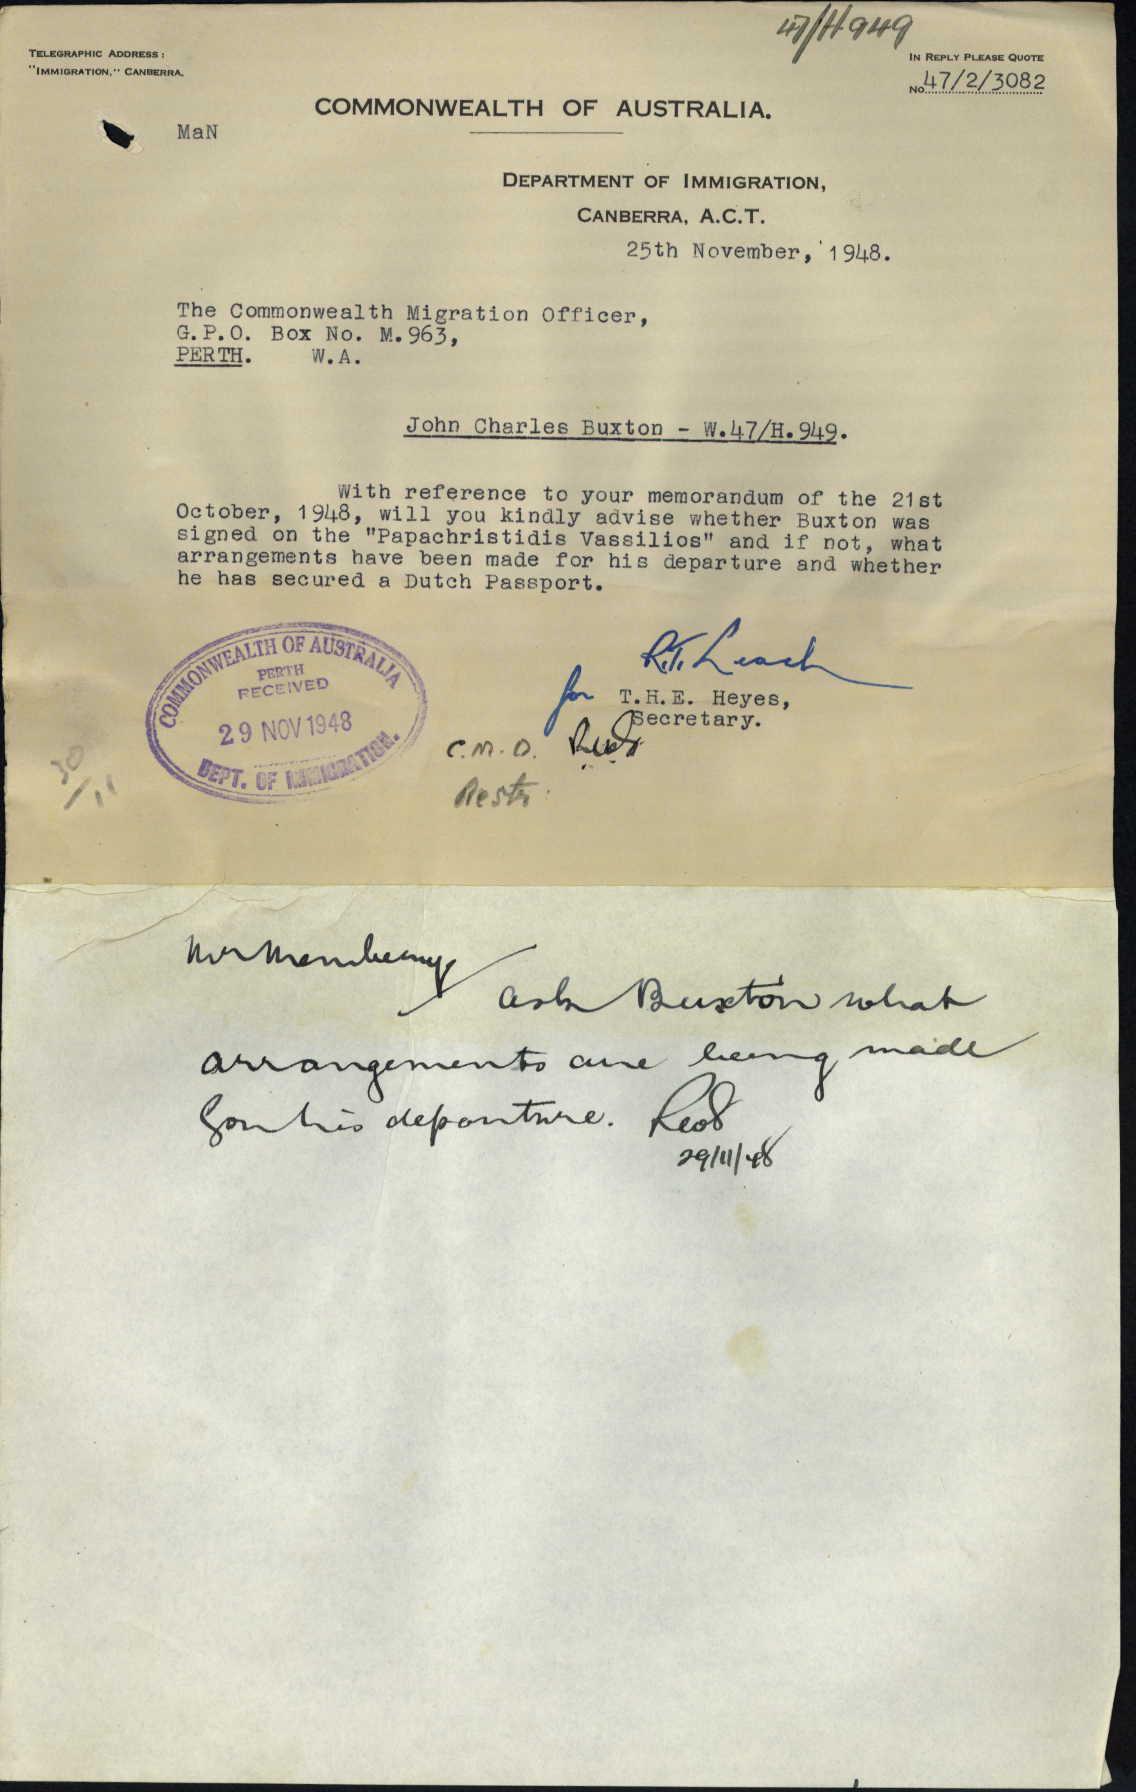 47/H949
TELEGRAPHIC ADDRESS:
"IMMIGRATION," CANBERRA.
IN REPLY PLEASE QUOTE
No. 47/2/3082
COMMONWEALTH OF AUSTRALIA.
MaN
DEPARTMENT OF IMMIGRATION,
CANBERRA, A.C.T.
25th November, 1948.
The Commonwealth Migration Officer,
G.P.O. Box No. M.963,
PERTH. W.A.
John Charles Buxton - W.47/H.949.
With reference to your memorandum of the 21st
October, 1948, will you kindly advise whether Buxton was
signed on the "Papachristidis Vassilios" and if not, what
arrangements have been made for his departure and whether
he has secured a Dutch Passport.
R.T. Leach
for T.H.E. Heyes,
Secretary.
COMMONWEALTH OF AUSTRALIA
PERTH
RECEIVED
29 NOV 1948
DEPT. OF IMMIGRATION.
C.M.O.
Restr.
30/11
Mr
Ask Buxton what
arrangements are being made
for his departure.
29/11/48